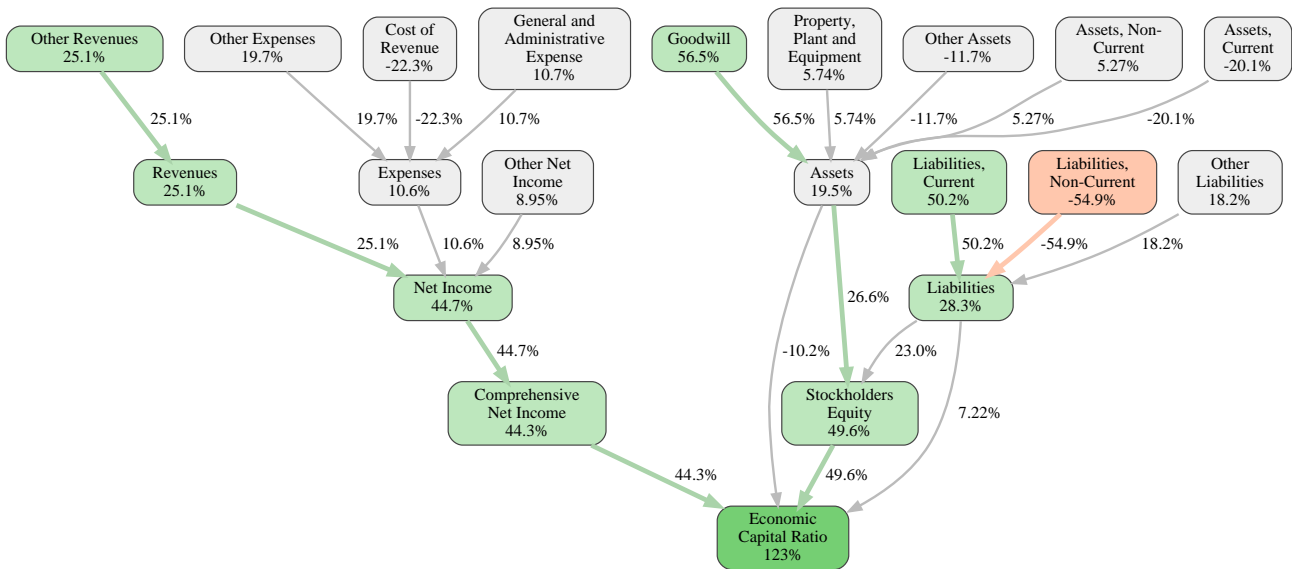 Other Revenues
25.1%
Other Expenses
19.7%
Cost of
Revenue
-22.3%
General and
Administrative
Expense
10.7%
Goodwill
56.5%
Property,
Plant and
Equipment
5.74%
Other Assets
-11.7%
Assets, Non-
Current
5.27%
Assets,
Current
-20.1%
25.1%
19.7%
-22.3%
10.7%
56.5%
5.74%
-11.7%
5.27%
-20.1%
Revenues
25.1%
Expenses
10.6%
Other Net
Income
8.95%
Assets
19.5%
Liabilities,
Current
50.2%
Liabilities,
Non-Current
-54.9%
Other
Liabilities
18.2%
25.1%
10.6%
8.95%
50.2%
-54.9%
18.2%
Net Income
44.7%
26.6%
Liabilities
28.3%
44.7%
-10.2%
23.0%
Comprehensive
Net Income
44.3%
Stockholders
Equity
49.6%
7.22%
44.3%
49.6%
Economic
Capital Ratio
123%